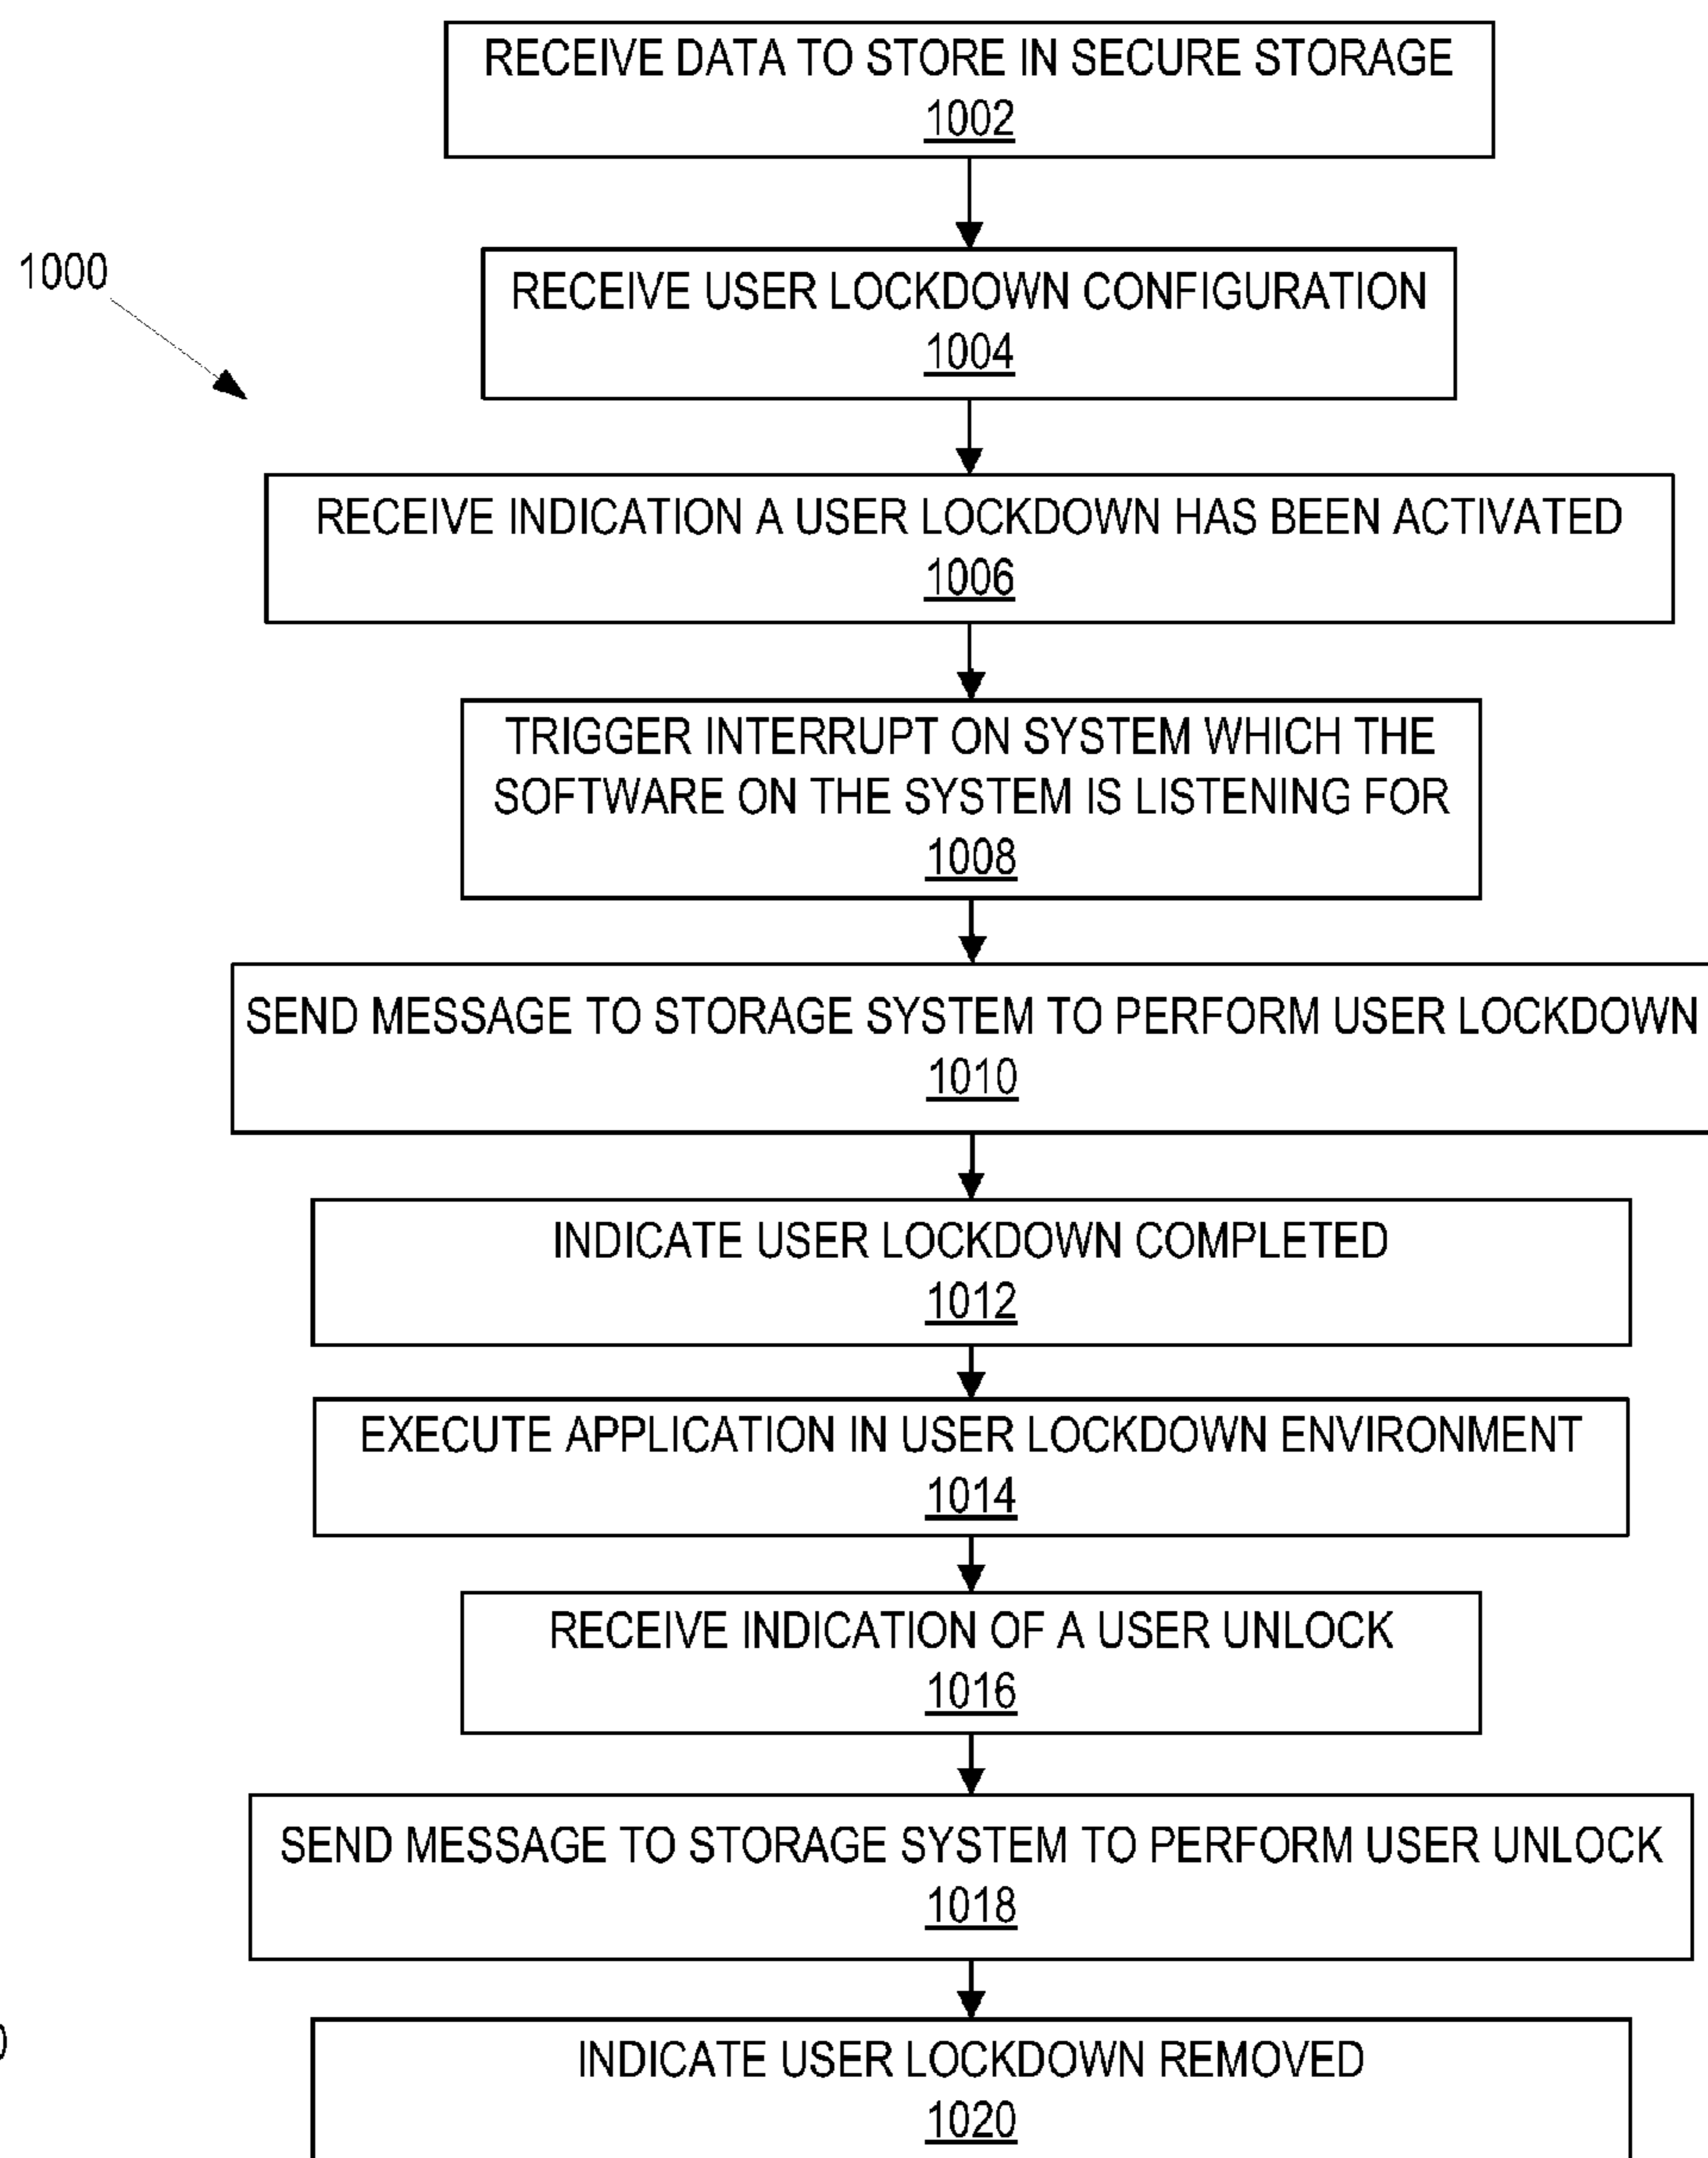 RECEIVE DATA TO STORE IN SECURE STORAGE
1002
1000
RECEIVE USER LOCKDOWN CONFIGURATION
1004
RECEIVE INDICATION A USER LOCKDOWN HAS BEEN ACTIVATED
1006
TRIGGER INTERRUPT ON SYSTEM WHICH THE
SOFTWARE ON THE SYSTEM IS LISTENING FOR
1008
SEND MESSAGE TO STORAGE SYSTEM TO PERFORM USER LOCKDOWN
1010
INDICATE USER LOCKDOWN COMPLETED
1012
EXECUTE APPLICATION IN USER LOCKDOWN ENVIRONMENT
1014
RECEIVE INDICATION OF A USER UNLOCK
1016
SEND MESSAGE TO STORAGE SYSTEM TO PERFORM USER UNLOCK
1018
INDICATE USER LOCKDOWN REMOVED
1020